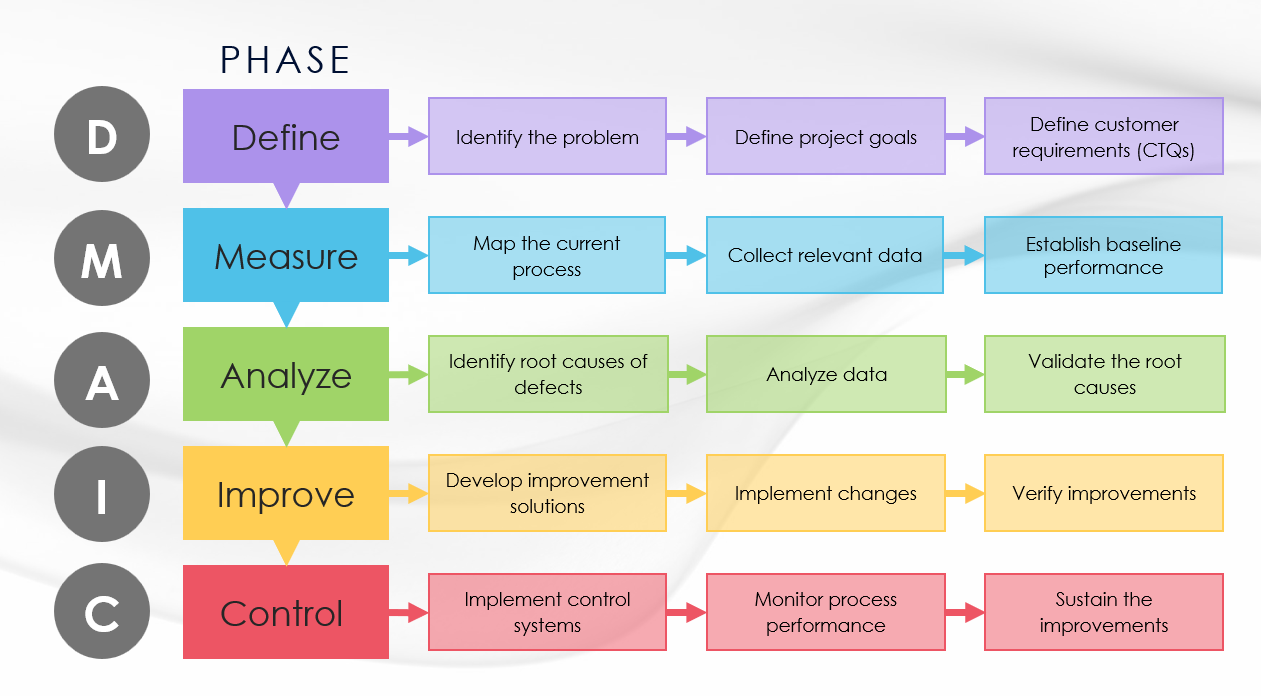 PHASE
D
Define
Identify the problem
Define project goals
Define customer
requirements (CTQs)
M
Measure
Map the current
process
Collect relevant data
Establish baseline
performance
A
Analyze
Identify root causes of
defects
Analyze data
Validate the root
causes
I
Improve
Develop improvement
solutions
Implement changes
Verify improvements
C
Control
Implement control
systems
Monitor process
performance
Sustain the
improvements